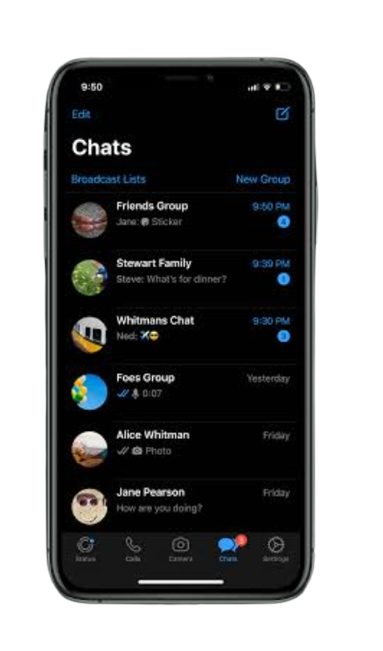 9:50
Edit
Chats
Broadcast Lists New Group
Friends Group 9:50 PM
Jane: Sticker 4
Stewart Family 9:39 PM
Steve: What's for dinner? 1
Whitmans Chat 9:30 PM
Ned: ✈️😎 3
Foes Group Yesterday
0:07
Alice Whitman Friday
Photo
Jane Pearson Friday
How are you doing?
3
Status Calls Camera Chats Settings